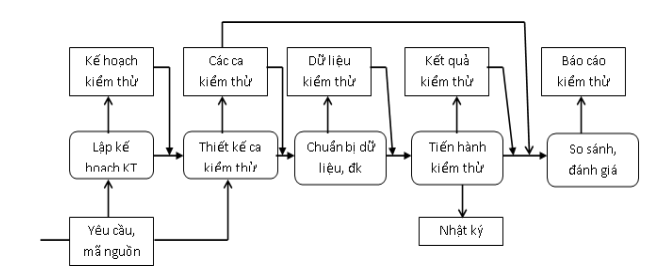 Kế hoạch
kiểm thử
Các ca
kiểm thử
Dữ liệu
kiểm thử
Kết quả
kiểm thử
Báo cáo
kiểm thử
Lập kế
hoạch KT
Thiết kế ca
kiểm thử
Chuẩn bị dữ
liệu, đk
Tiến hành
kiểm thử
So sánh,
đánh giá
Yêu cầu,
mã nguồn
Nhật ký